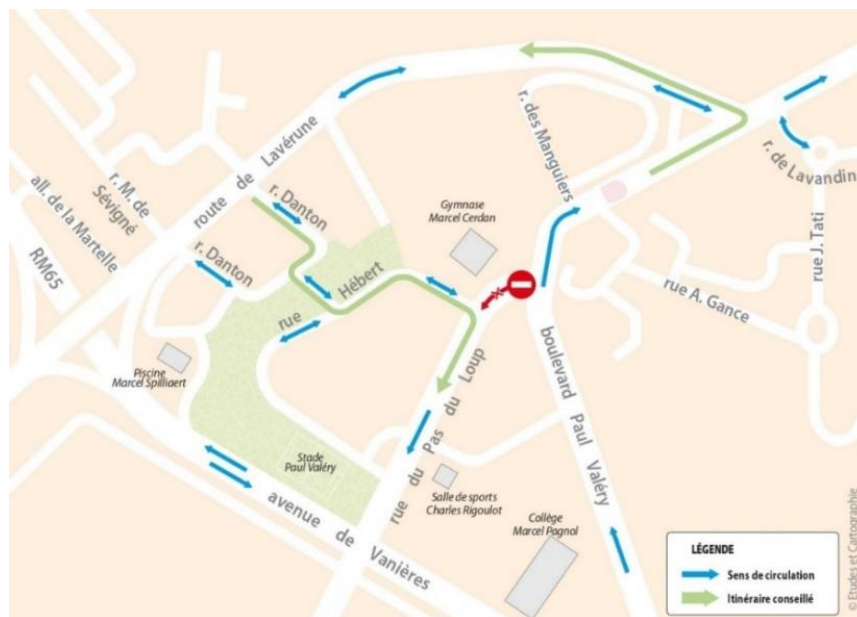 route de Lavérune
r. des Manguiers
r. de Lavandin
r. M. de
Sévigné
all. de la Martelle
RM65
r. Danton
r. Danton
Gymnase
Marcel Cerdan
rue J. Tati
rue Hébert
rue A. Gance
Piscine
Marcel Spilliaert
boulevard Paul Valéry
rue du Pas du Loup
Stade
Paul Valéry
Salle de sports
Charles Rigoulot
avenue de Vanières
Collège
Marcel Pagnol
LÉGENDE
Sens de circulation
Itinéraire conseillé
© Etudes et Cartographie